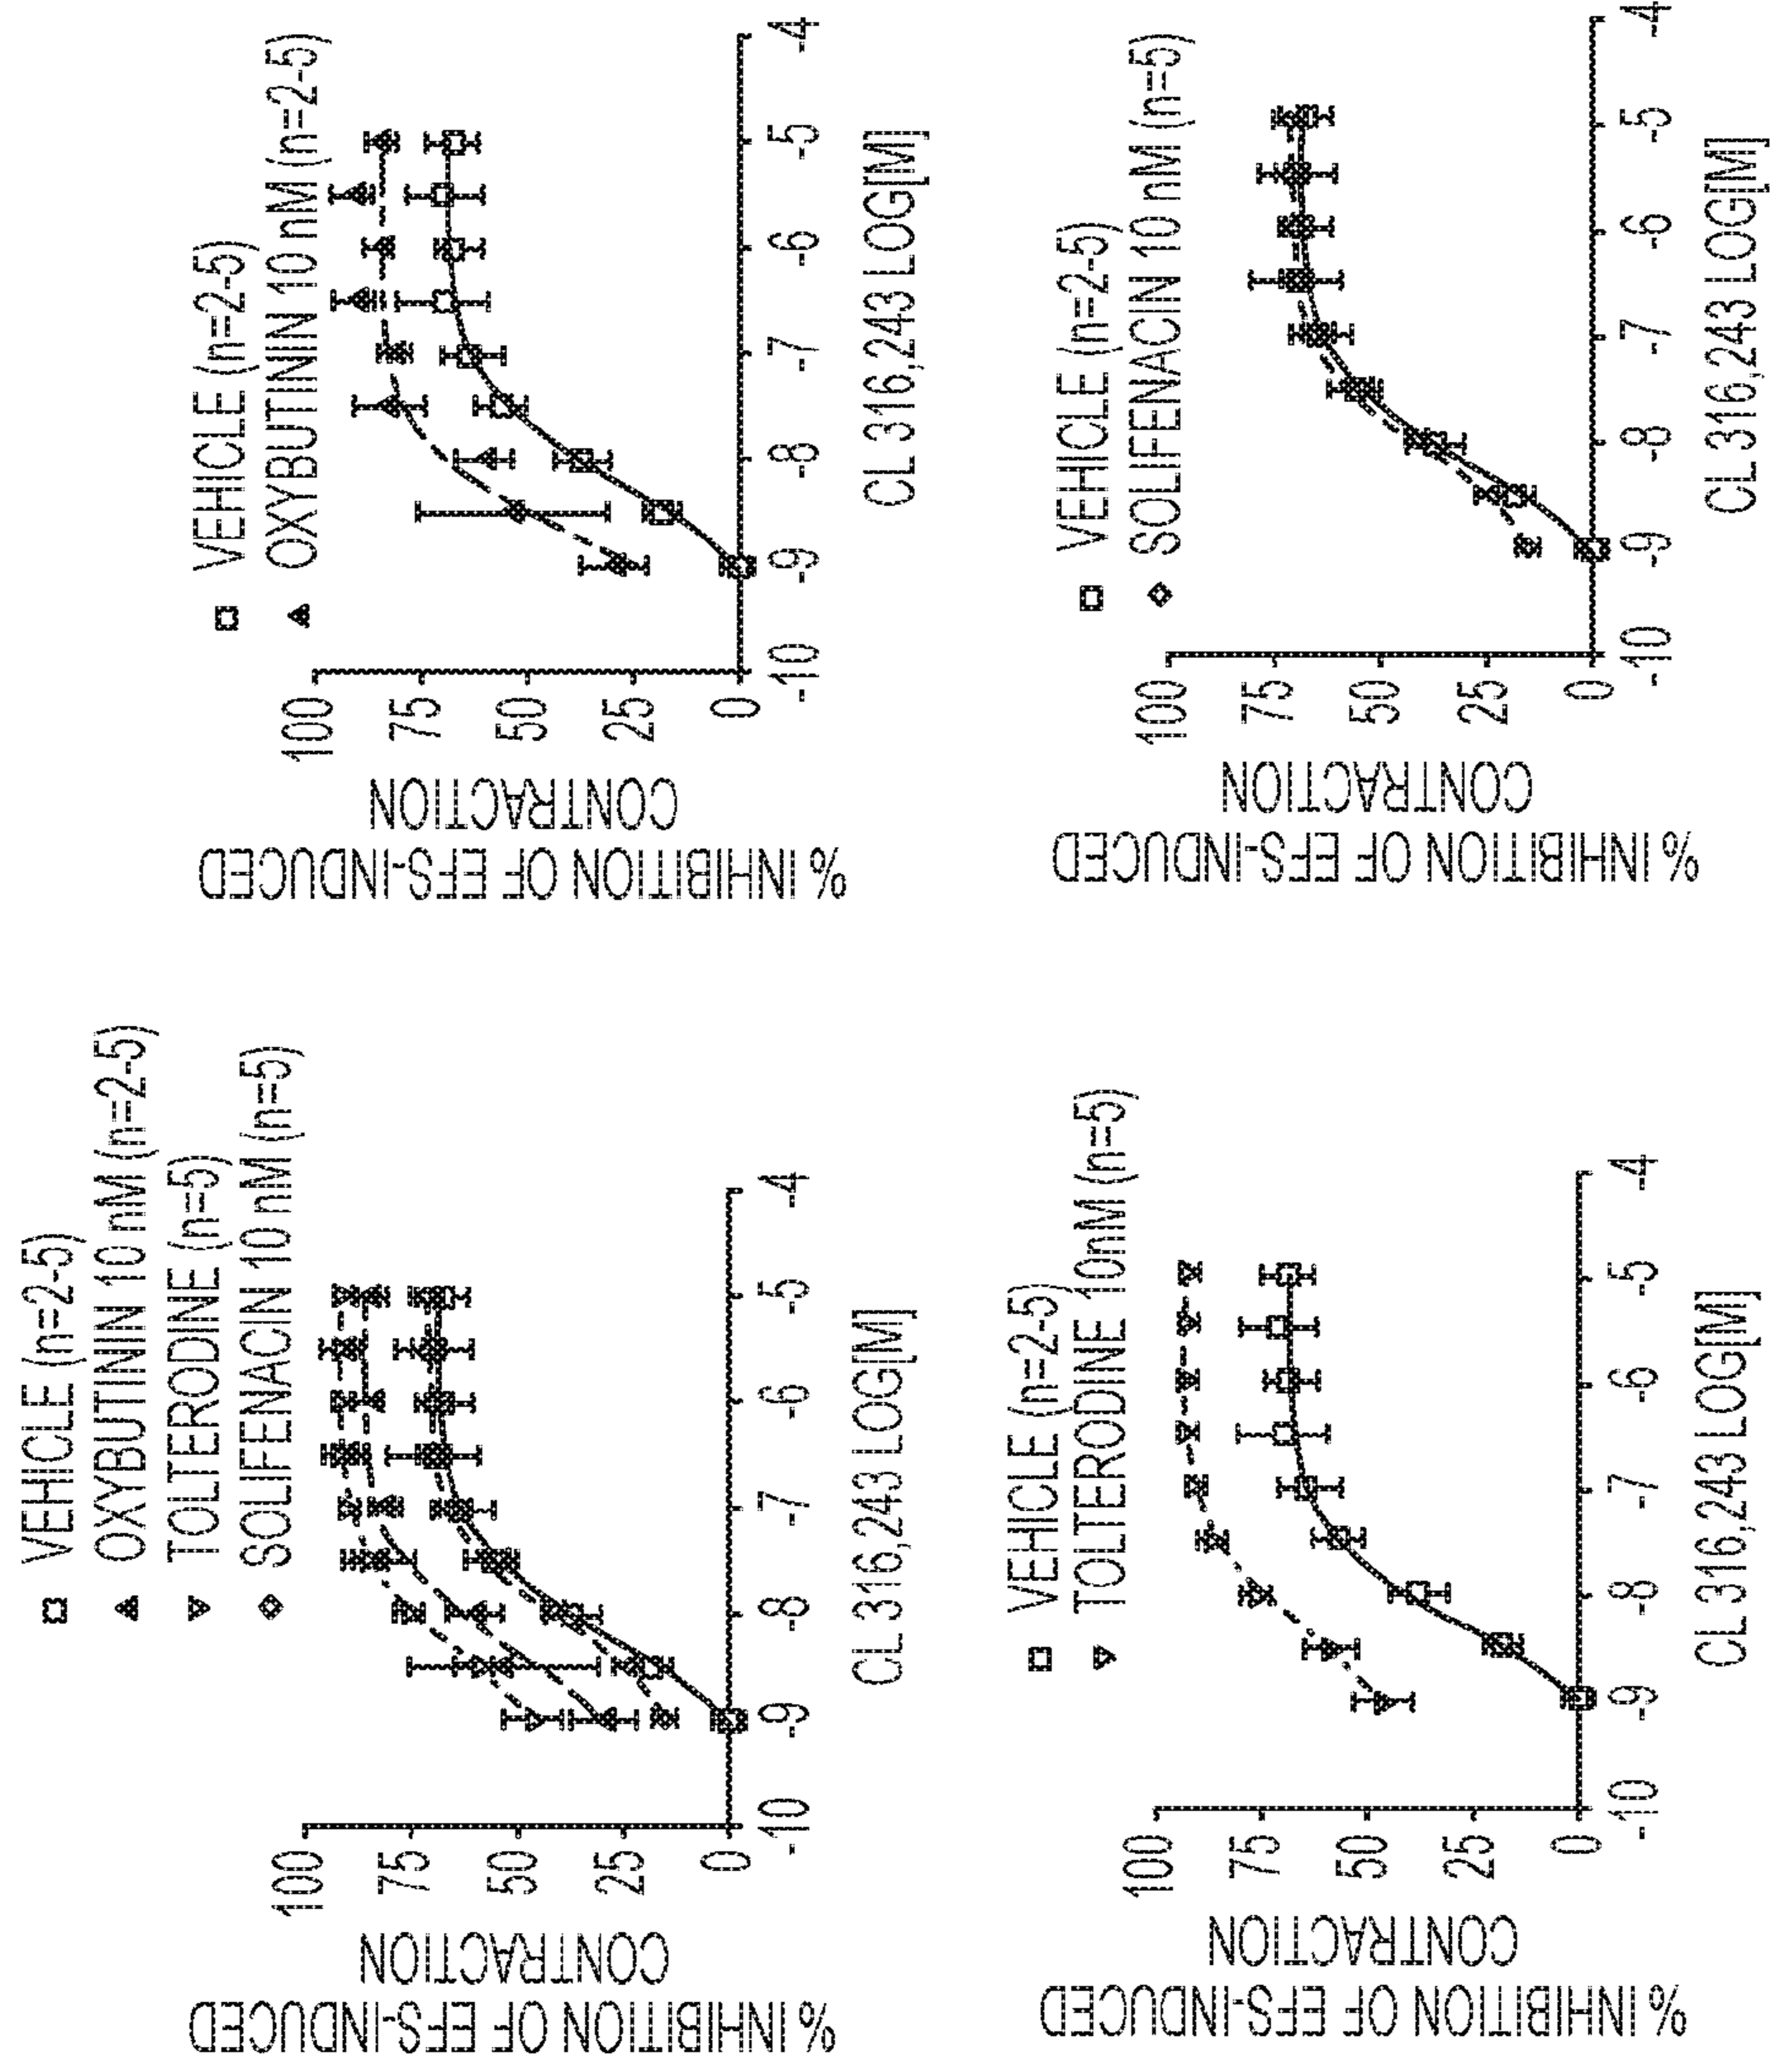 VEHICLE (n=2-5)
OXYBUTININ 10 nM (n=2-5)
TOLTERODINE (n=5)
SOLIFENACIN 10 nM (n=5)
% INHIBITION OF EFS-INDUCED
CONTRACTION
100
75
50
25
0
-10
-9
-8
-7
-6
-5
-4
CL 316,243 LOG[M]
VEHICLE (n=2-5)
OXYBUTININ 10 nM (n=2-5)
% INHIBITION OF EFS-INDUCED
CONTRACTION
100
75
50
25
0
-10
-9
-8
-7
-6
-5
-4
CL 316,243 LOG[M]
VEHICLE (n=2-5)
TOLTERODINE 10nM (n=5)
% INHIBITION OF EFS-INDUCED
CONTRACTION
100
75
50
25
0
-10
-9
-8
-7
-6
-5
-4
CL 316,243 LOG[M]
VEHICLE (n=2-5)
SOLIFENACIN 10 nM (n=5)
% INHIBITION OF EFS-INDUCED
CONTRACTION
100
75
50
25
0
-10
-9
-8
-7
-6
-5
-4
CL 316,243 LOG[M]